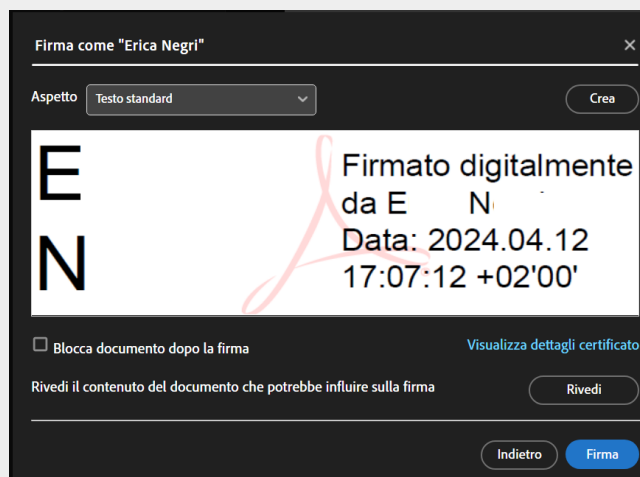 Firma come "Erica Negri"
Aspetto Testo standard Crea
E
N
Firmato digitalmente
da E N
Data: 2024.04.12
17:07:12 +02'00'
Blocca documento dopo la firma Visualizza dettagli certificato
Rivedi il contenuto del documento che potrebbe influire sulla firma Rivedi
Indietro Firma